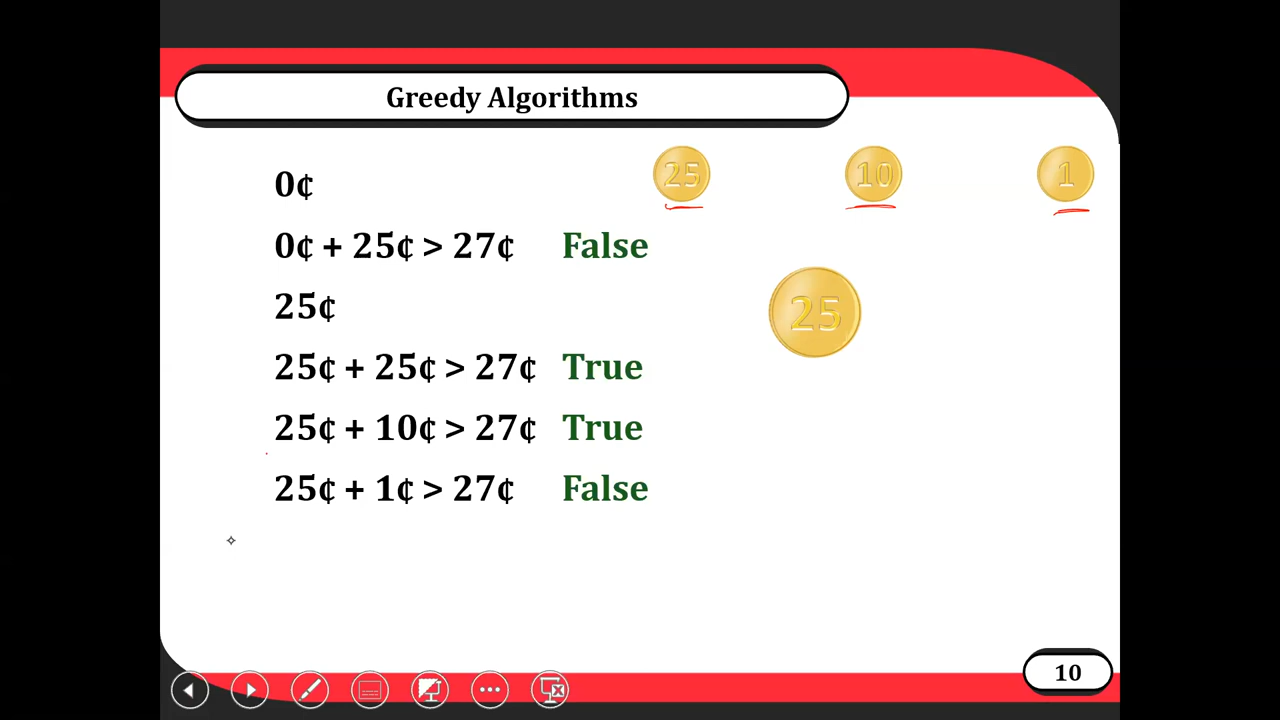 Greedy Algorithms
0¢
25 10 1
0¢ + 25¢ > 27¢ False
25¢
25
25¢ + 25¢ > 27¢ True
25¢ + 10¢ > 27¢ True
25¢ + 1¢ > 27¢ False
10